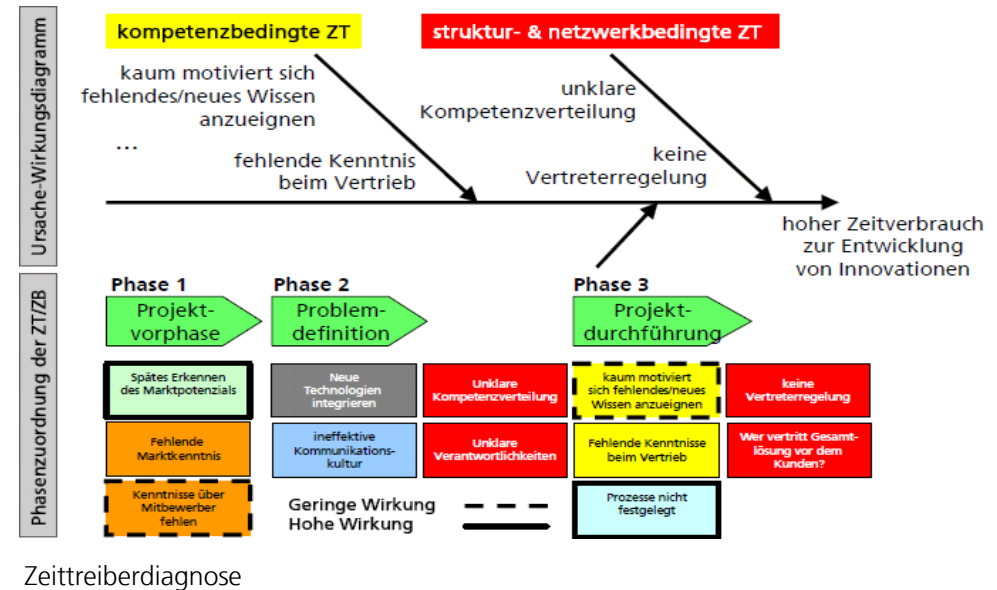 Ursache-Wirkungsdiagramm
kompetenzbedingte ZT
struktur- & netzwerkbedingte ZT
kaum motiviert sich
fehlendes/neues Wissen
anzueignen
...
fehlende Kenntnis
beim Vertrieb
unklare
Kompetenzverteilung
keine
Vertreterregelung
hoher Zeitverbrauch
zur Entwicklung
von Innovationen
Phasenzuordnung der ZT/ZB
Phase 1
Projekt-
vorphase
Phase 2
Problem-
definition
Phase 3
Projekt-
durchführung
Spätes Erkennen
des Marktpotenzials
Neue
Technologien
integrieren
Unklare
Kompetenzverteilung
kaum motiviert
sich fehlendes/neues
Wissen anzueignen
keine
Vertreterregelung
Fehlende
Marktkenntnis
ineffektive
Kommunikations-
kultur
Unklare
Verantwortlichkeiten
Fehlende Kenntnisse
beim Vertrieb
Wer vertritt Gesamt-
lösung vor dem
Kunden?
Kenntnisse über
Mitbewerber
fehlen
Geringe Wirkung
Hohe Wirkung
Prozesse nicht
festgelegt
Zeittreiberdiagnose